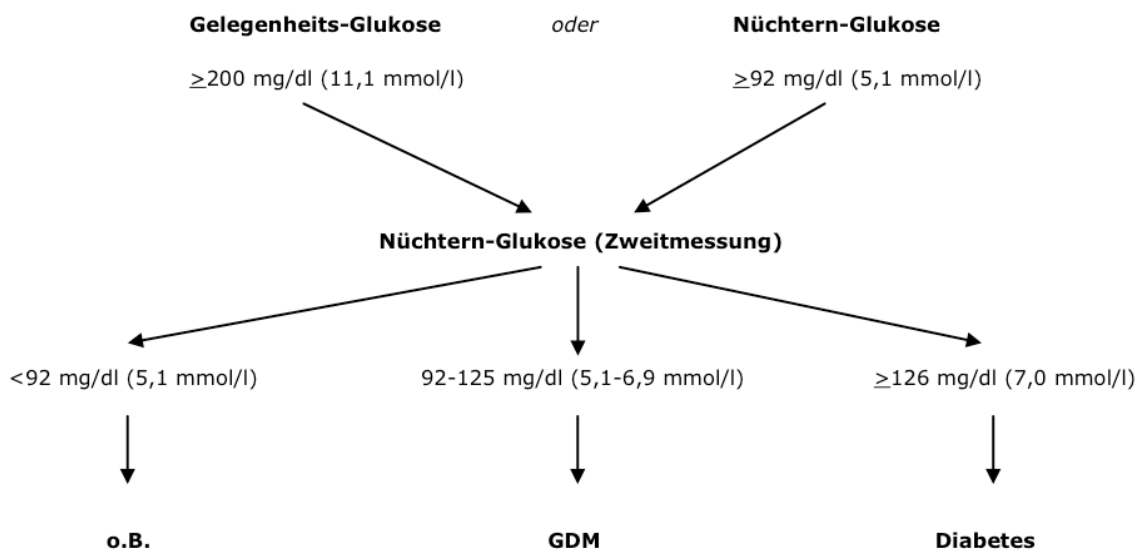 Gelegenheits-Glukose oder Nüchtern-Glukose
≥200 mg/dl (11,1 mmol/l) ≥92 mg/dl (5,1 mmol/l)
Nüchtern-Glukose (Zweitmessung)
<92 mg/dl (5,1 mmol/l) 92-125 mg/dl (5,1-6,9 mmol/l) ≥126 mg/dl (7,0 mmol/l)
o.B. GDM Diabetes